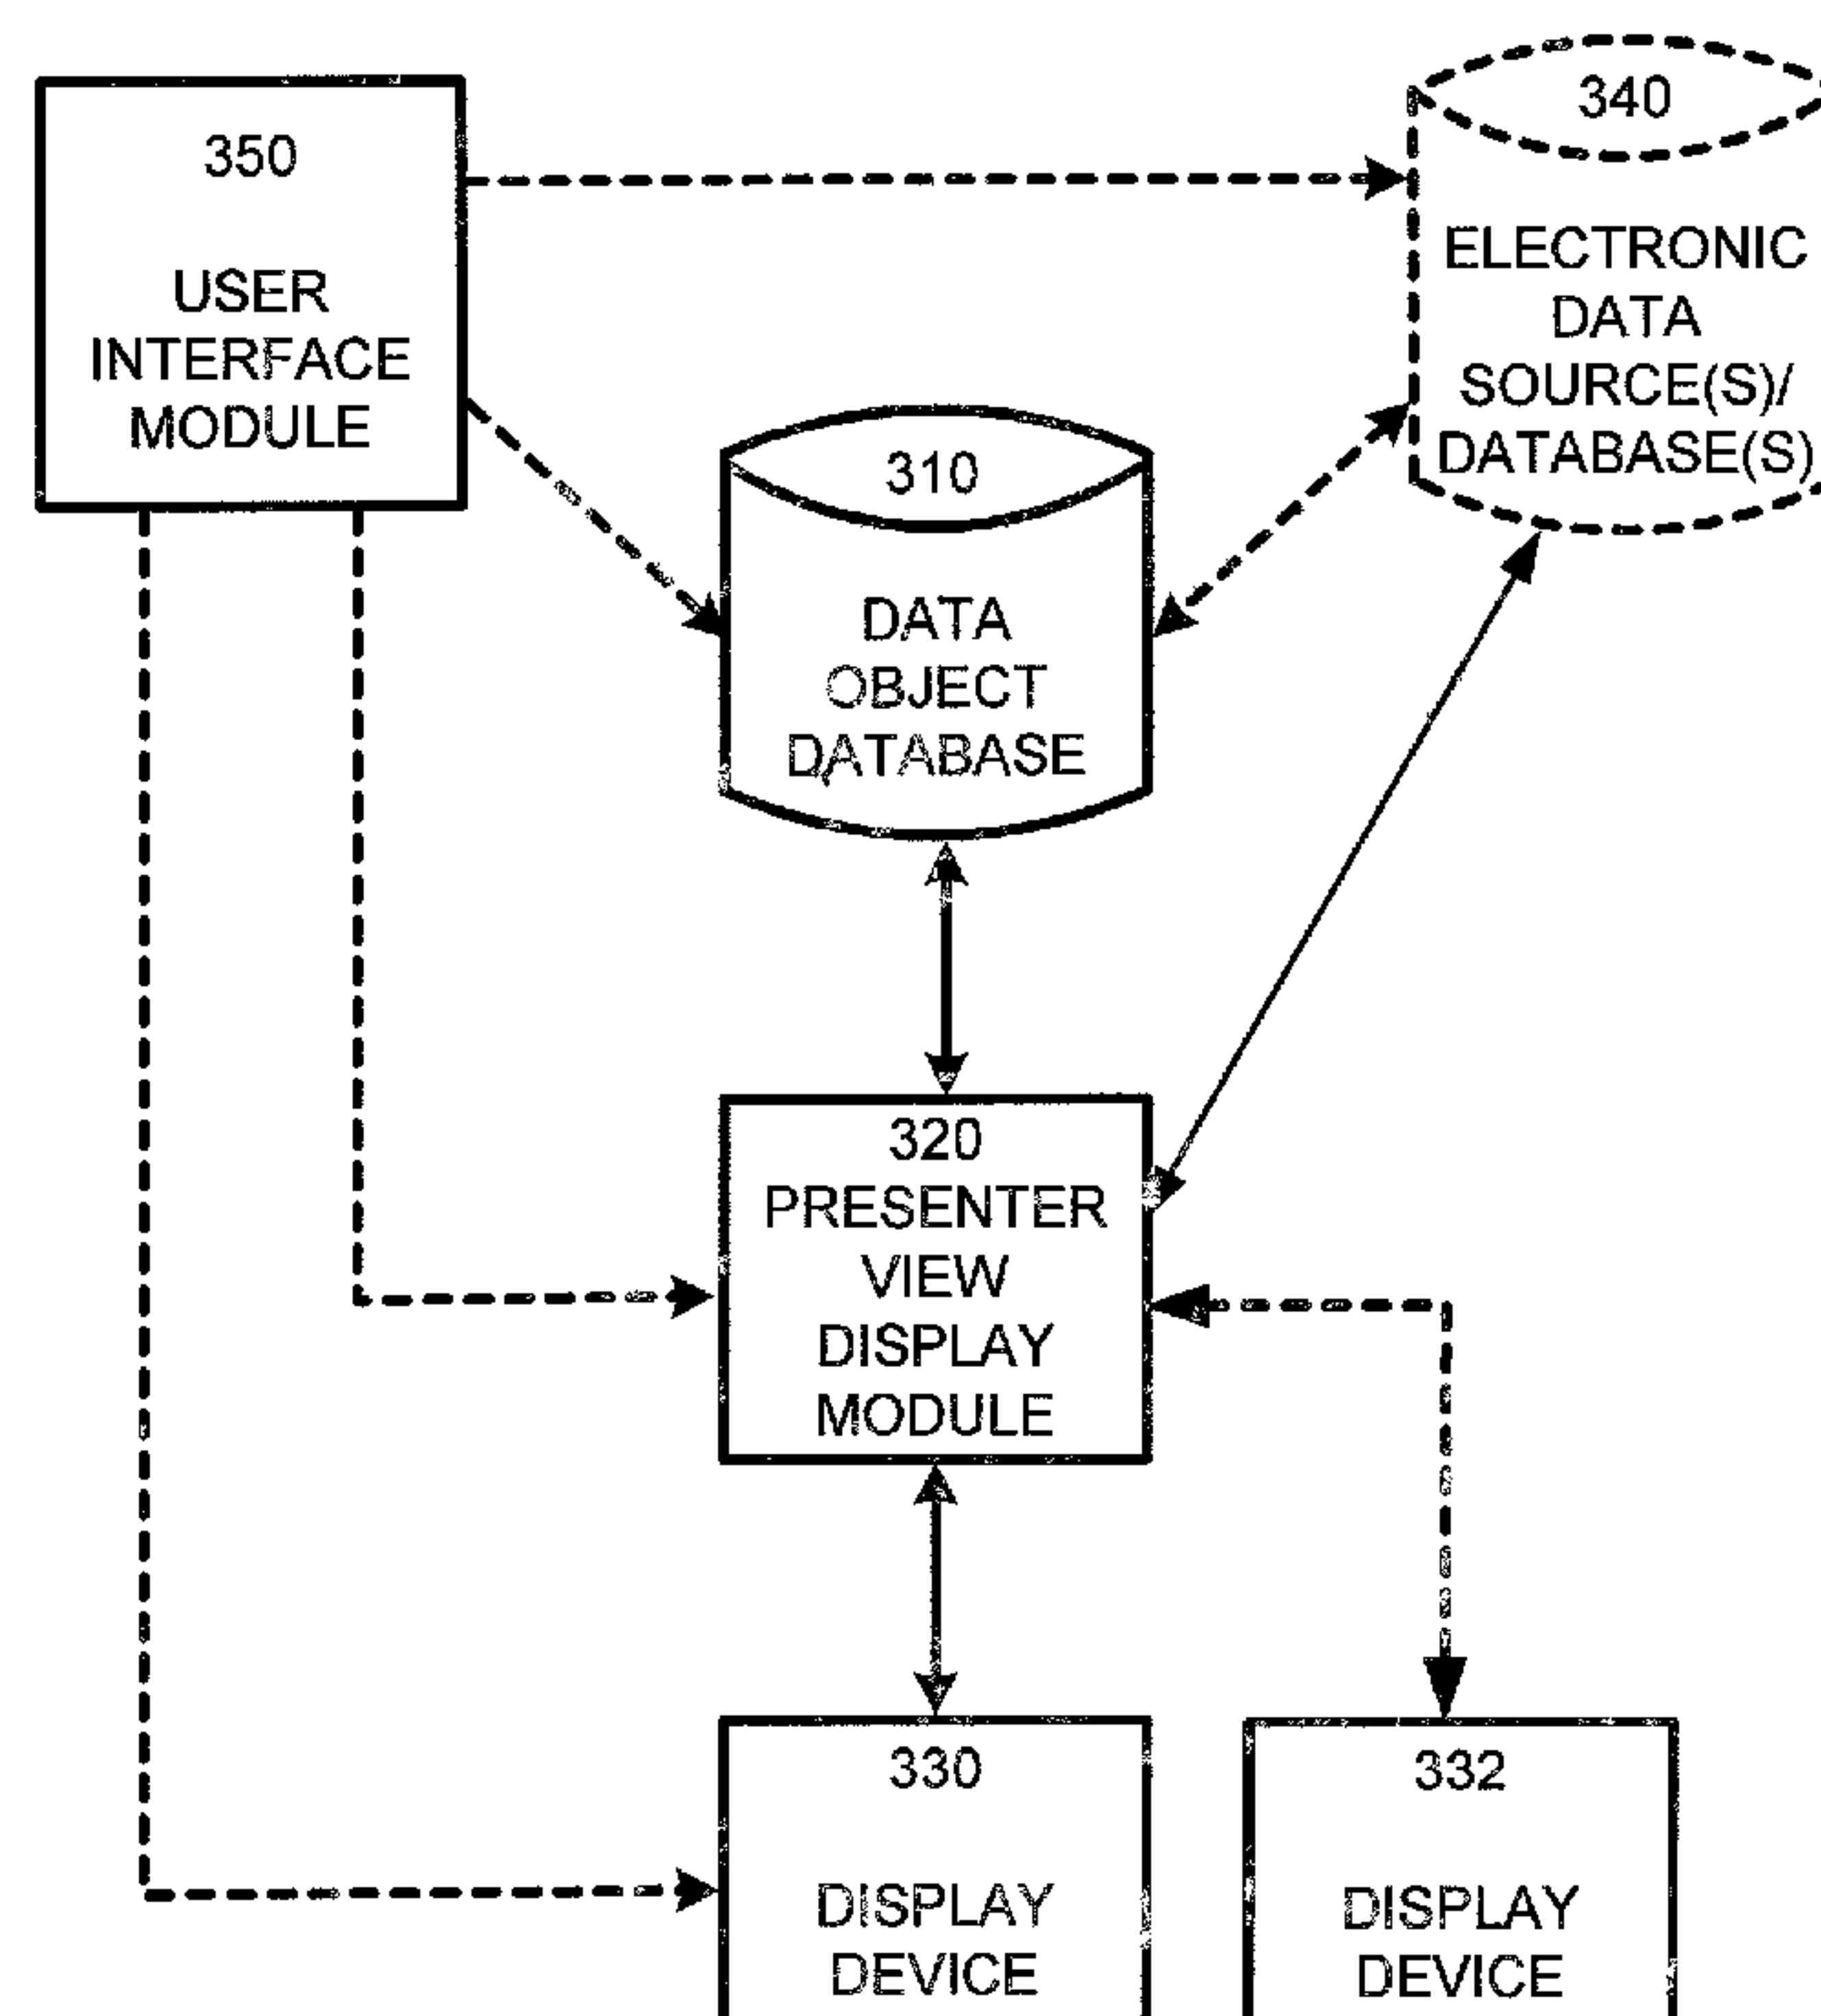 350
USER
INTERFACE
MODULE
340
ELECTRONIC
DATA
SOURCE(S)/
DATABASE(S)
310
DATA
OBJECT
DATABASE
320
PRESENTER
VIEW
DISPLAY
MODULE
330
DISPLAY
DEVICE
332
DISPLAY
DEVICE